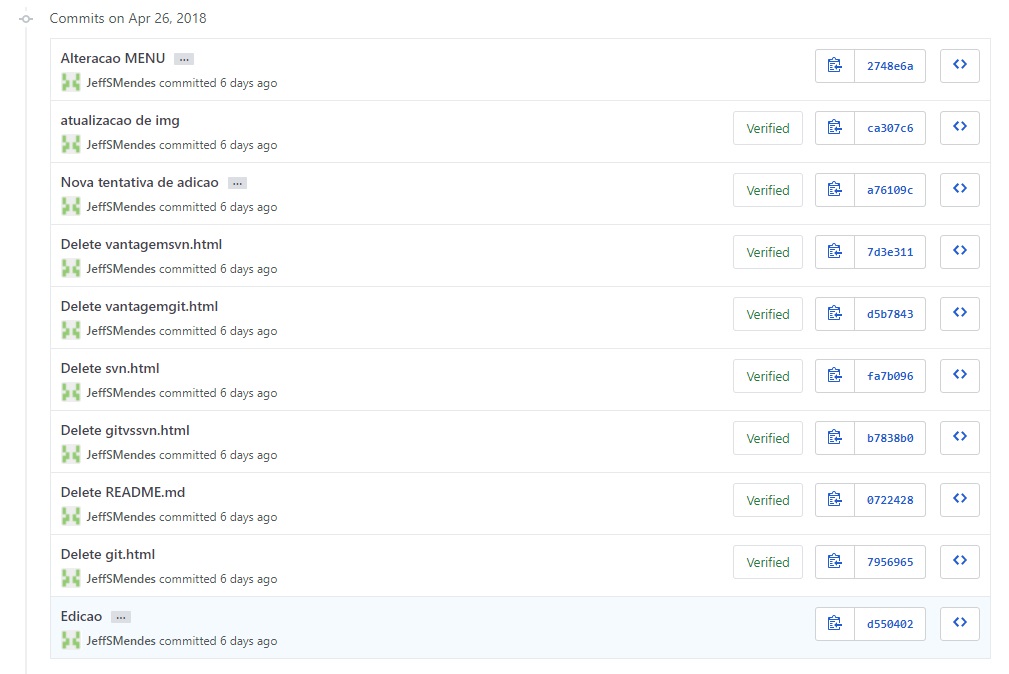 Commits on Apr 26, 2018
Alteracao MENU ...
JeffSMendes committed 6 days ago
2748e6a
atualizacao de img
JeffSMendes committed 6 days ago
Verified
ca307c6
Nova tentativa de adicao ...
JeffSMendes committed 6 days ago
Verified
a76109c
Delete vantagemsvn.html
JeffSMendes committed 6 days ago
Verified
7d3e311
Delete vantagemgit.html
JeffSMendes committed 6 days ago
Verified
d5b7843
Delete svn.html
JeffSMendes committed 6 days ago
Verified
fa7b096
Delete gitvssvn.html
JeffSMendes committed 6 days ago
Verified
b7838b0
Delete README.md
JeffSMendes committed 6 days ago
Verified
0722428
Delete git.html
JeffSMendes committed 6 days ago
Verified
7956965
Edicao ...
JeffSMendes committed 6 days ago
d550402